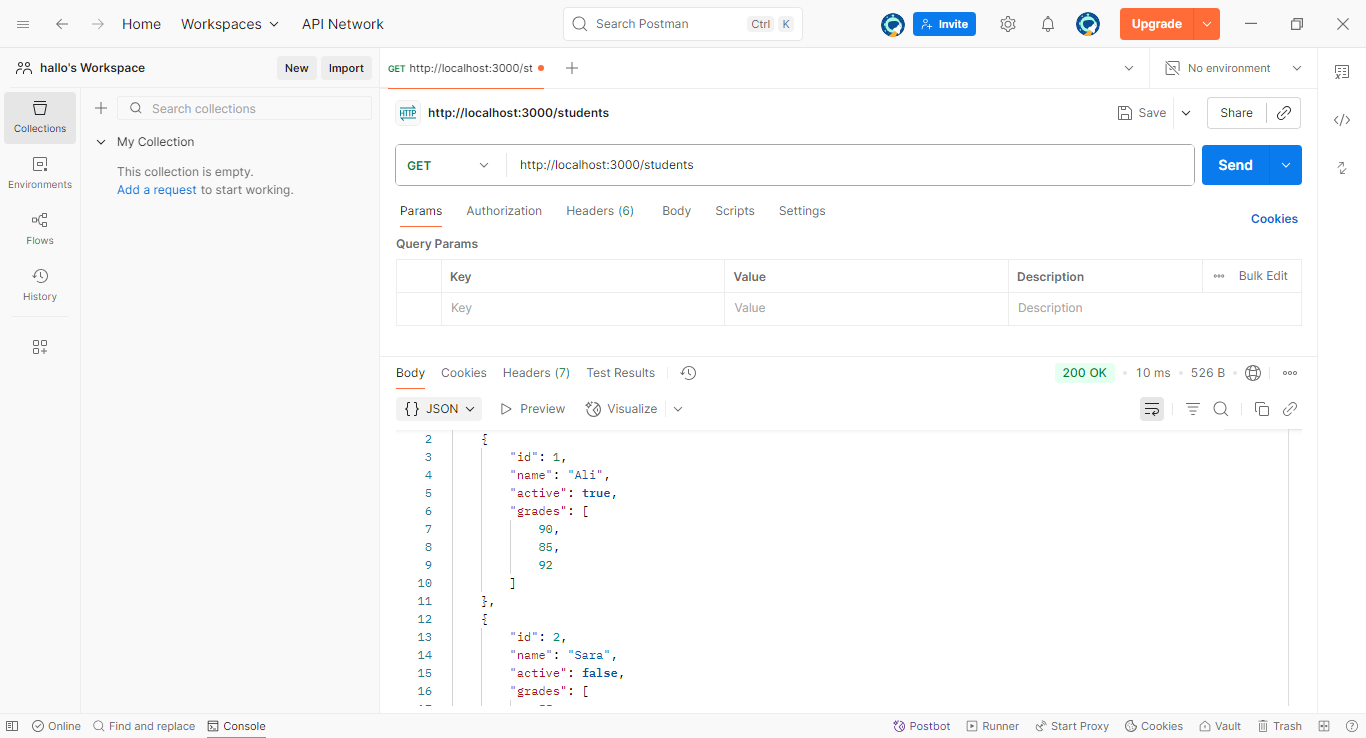 Home Workspaces API Network Search Postman Ctrl K Invite Upgrade
hallo's Workspace New Import GET http://localhost:3000/st No environment
Collections
Environments
Flows
History
Search collections
My Collection
This collection is empty.
Add a request to start working.
HTTP http://localhost:3000/students Save Share
GET http://localhost:3000/students Send
Params Authorization Headers (6) Body Scripts Settings Cookies
Query Params
Key Value Description Bulk Edit
Key Value Description
Body Cookies Headers (7) Test Results 200 OK 10 ms 526 B
{} JSON Preview Visualize
2 {
3 "id": 1,
4 "name": "Ali",
5 "active": true,
6 "grades": [
7 90,
8 85,
9 92
10 ]
11 },
12 {
13 "id": 2,
14 "name": "Sara",
15 "active": false,
16 "grades": [
Online Find and replace Console Postbot Runner Start Proxy Cookies Vault Trash